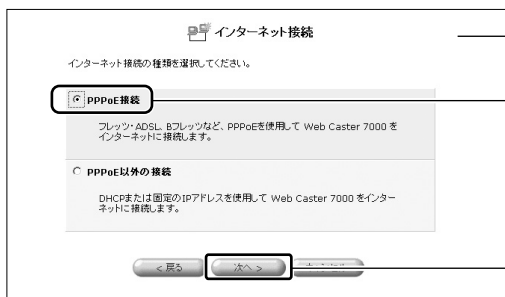 インターネット接続
インターネット接続の種類を選択してください。
PPPoE接続
フレッツ・ADSL、Bフレッツなど、PPPoEを使用して Web Caster 7000 を
インターネットに接続します。
PPPoE以外の接続
DHCPまたは固定のIPアドレスを使用して Web Caster 7000 をインター
ネットに接続します。
< 戻る
次へ >